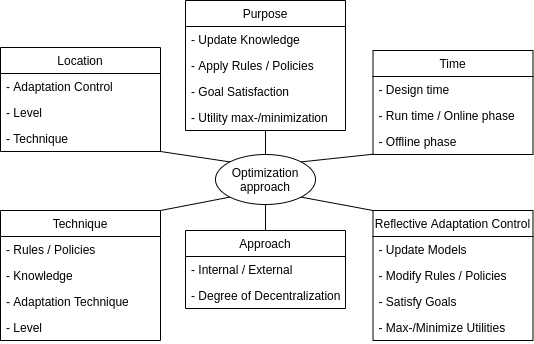 Purpose
- Update Knowledge
- Apply Rules / Policies
- Goal Satisfaction
- Utility max-/minimization
Location
- Adaptation Control
- Level
- Technique
Time
- Design time
- Run time / Online phase
- Offline phase
Optimization
approach
Technique
- Rules / Policies
- Knowledge
- Adaptation Technique
- Level
Approach
- Internal / External
- Degree of Decentralization
Reflective Adaptation Control
- Update Models
- Modify Rules / Policies
- Satisfy Goals
- Max-/Minimize Utilities